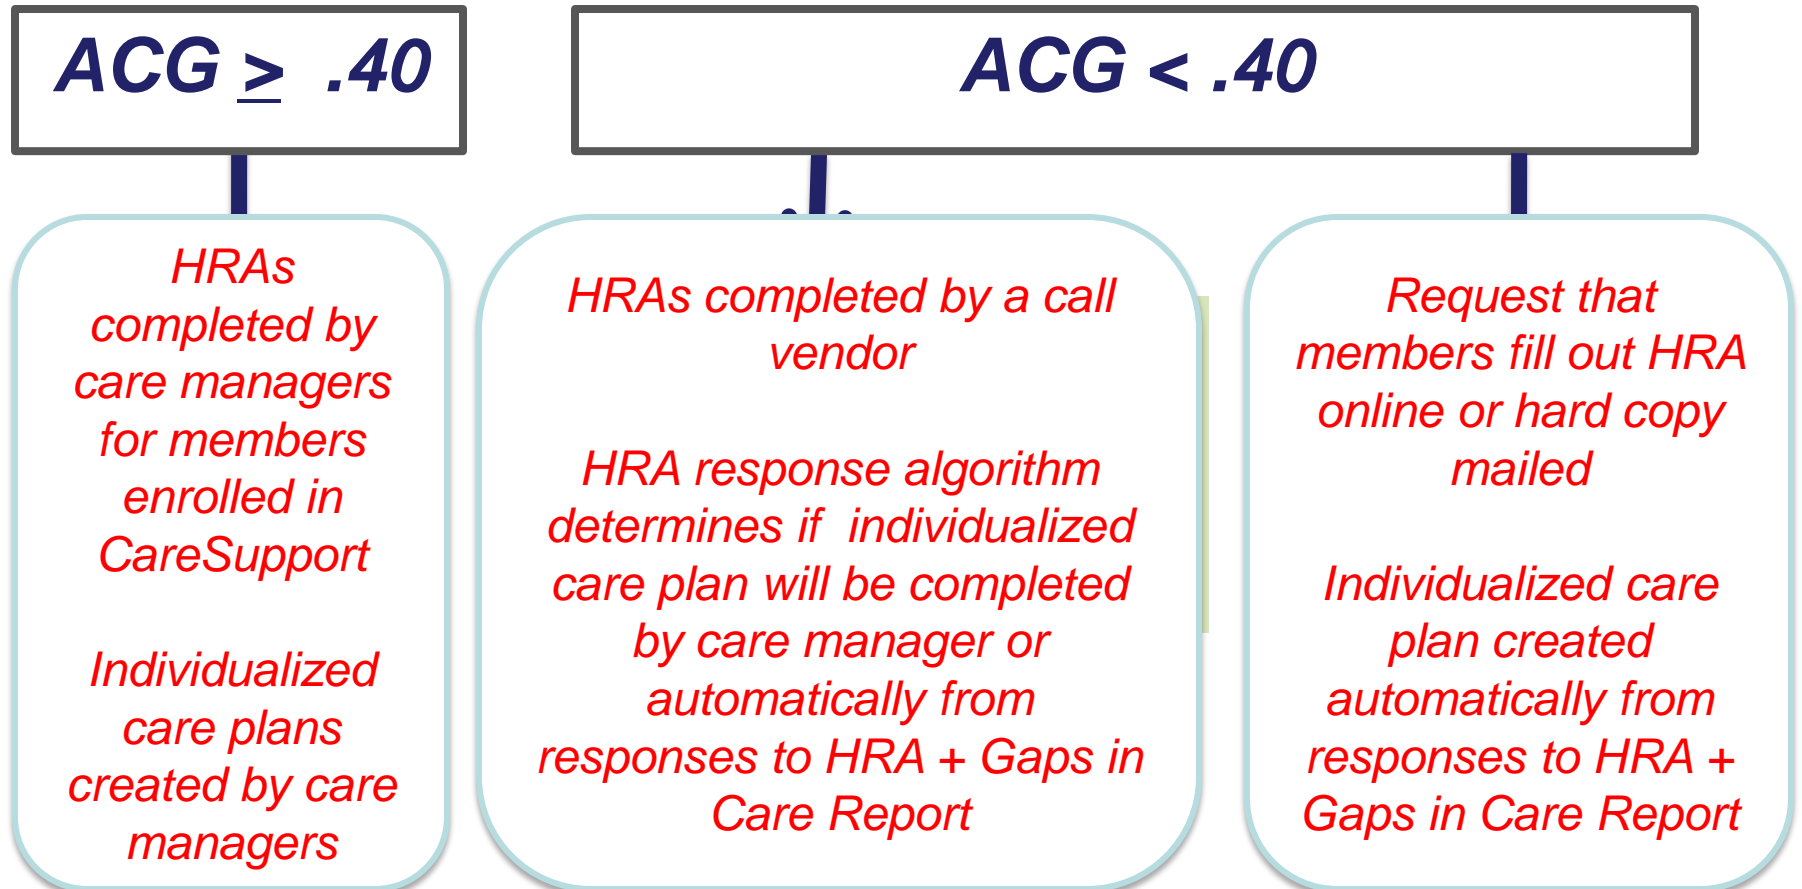 ACG ≥ .40
ACG < .40
HRAs
completed by
care managers
for members
enrolled in
CareSupport
Individualized
care plans
created by care
managers
HRAs completed by a call
vendor
HRA response algorithm
determines if individualized
care plan will be completed
by care manager or
automatically from
responses to HRA + Gaps in
Care Report
Request that
members fill out HRA
online or hard copy
mailed
Individualized care
plan created
automatically from
responses to HRA +
Gaps in Care Report